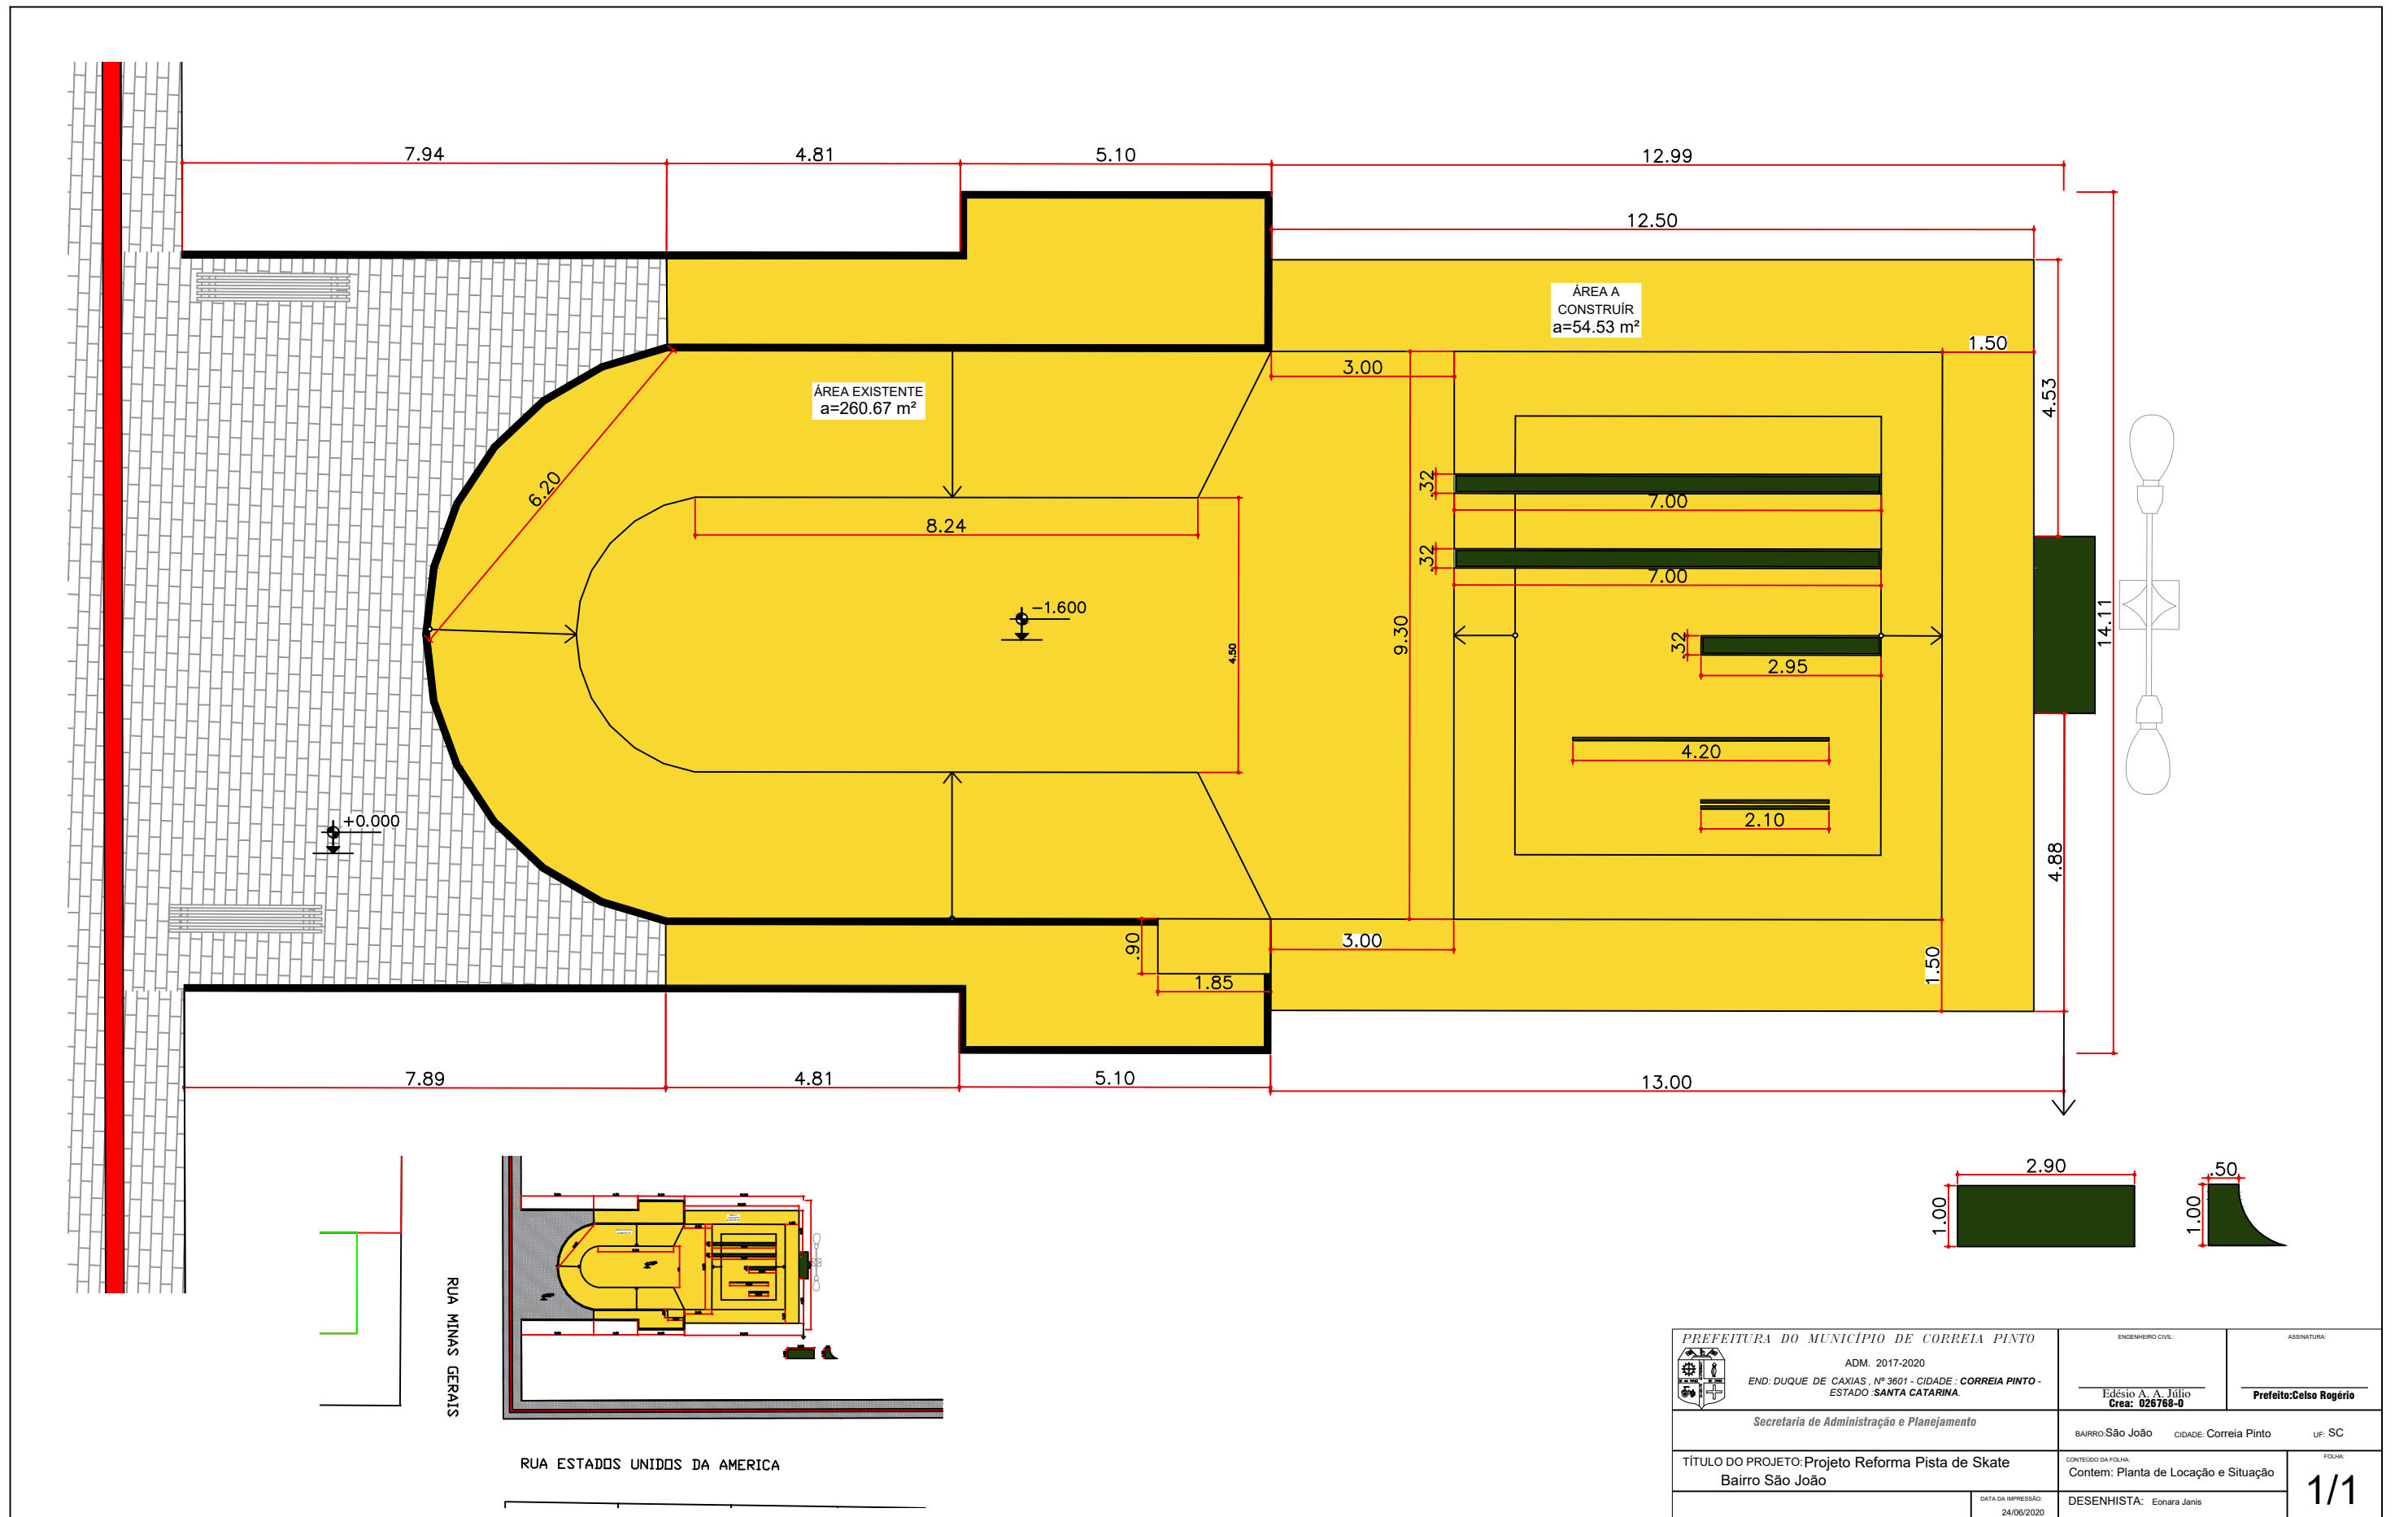 7.94
4.81
5.10
12.99
12.50
ÁREA A
CONSTRUÍR
a=54.53 m²
1.50
3.00
4.53
ÁREA EXISTENTE
a=260.67 m²
6.20
.32
7.00
8.24
.32
7.00
−1.600
14.11
9.30
4.50
.32
2.95
4.20
2.10
+0.000
4.88
.90
3.00
1.85
1.50
7.89
4.81
5.10
13.00
2.90
.50
1.00
1.00
RUA MINAS GERAIS
RUA ESTADOS UNIDOS DA AMERICA
PREFEITURA DO MUNICÍPIO DE CORREIA PINTO
ADM. 2017-2020
END: DUQUE DE CAXIAS , Nº 3601 - CIDADE : CORREIA PINTO -
ESTADO :SANTA CATARINA.
ENGENHEIRO CIVIL:
Edésio A. A. Júlio
Crea: 026768-0
ASSINATURA:
Prefeito:Celso Rogério
Secretaria de Administração e Planejamento
BAIRRO:São João CIDADE: Correia Pinto UF: SC
TÍTULO DO PROJETO:Projeto Reforma Pista de Skate
Bairro São João
CONTEÚDO DA FOLHA:
Contem: Planta de Locação e Situação
FOLHA:
1/1
DATA DA IMPRESSÃO:
24/06/2020
DESENHISTA: Eonara Janis